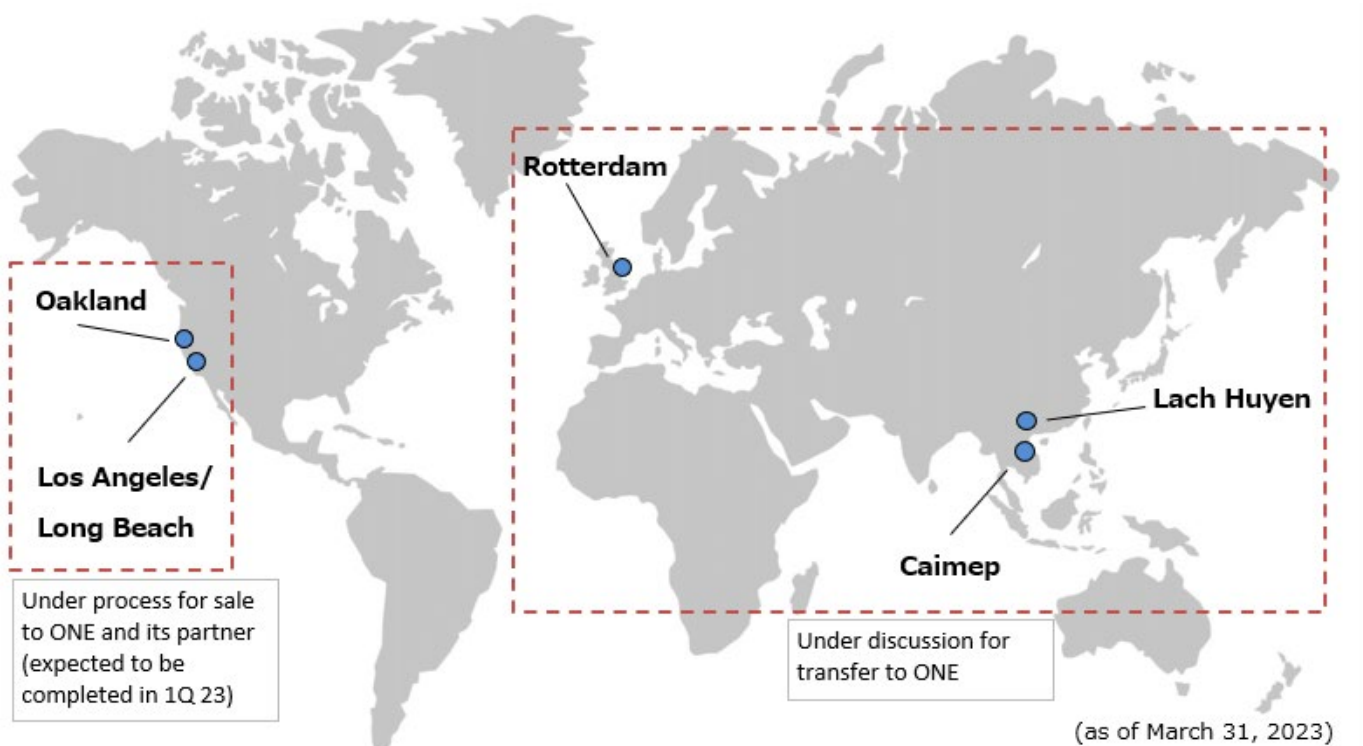 Rotterdam
Oakland
Los Angeles/
Long Beach
Lach Huyen
Caimep
Under process for sale
to ONE and its partner
(expected to be
completed in 1Q 23)
Under discussion for
transfer to ONE
(as of March 31, 2023)